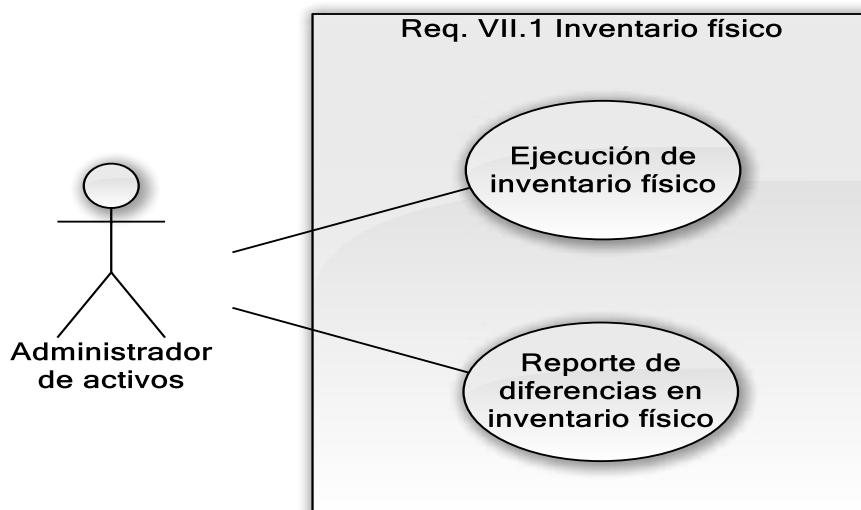 Req. VII.1 Inventario físico
Ejecución de
inventario físico
Administrador
de activos
Reporte de
diferencias en
inventario físico